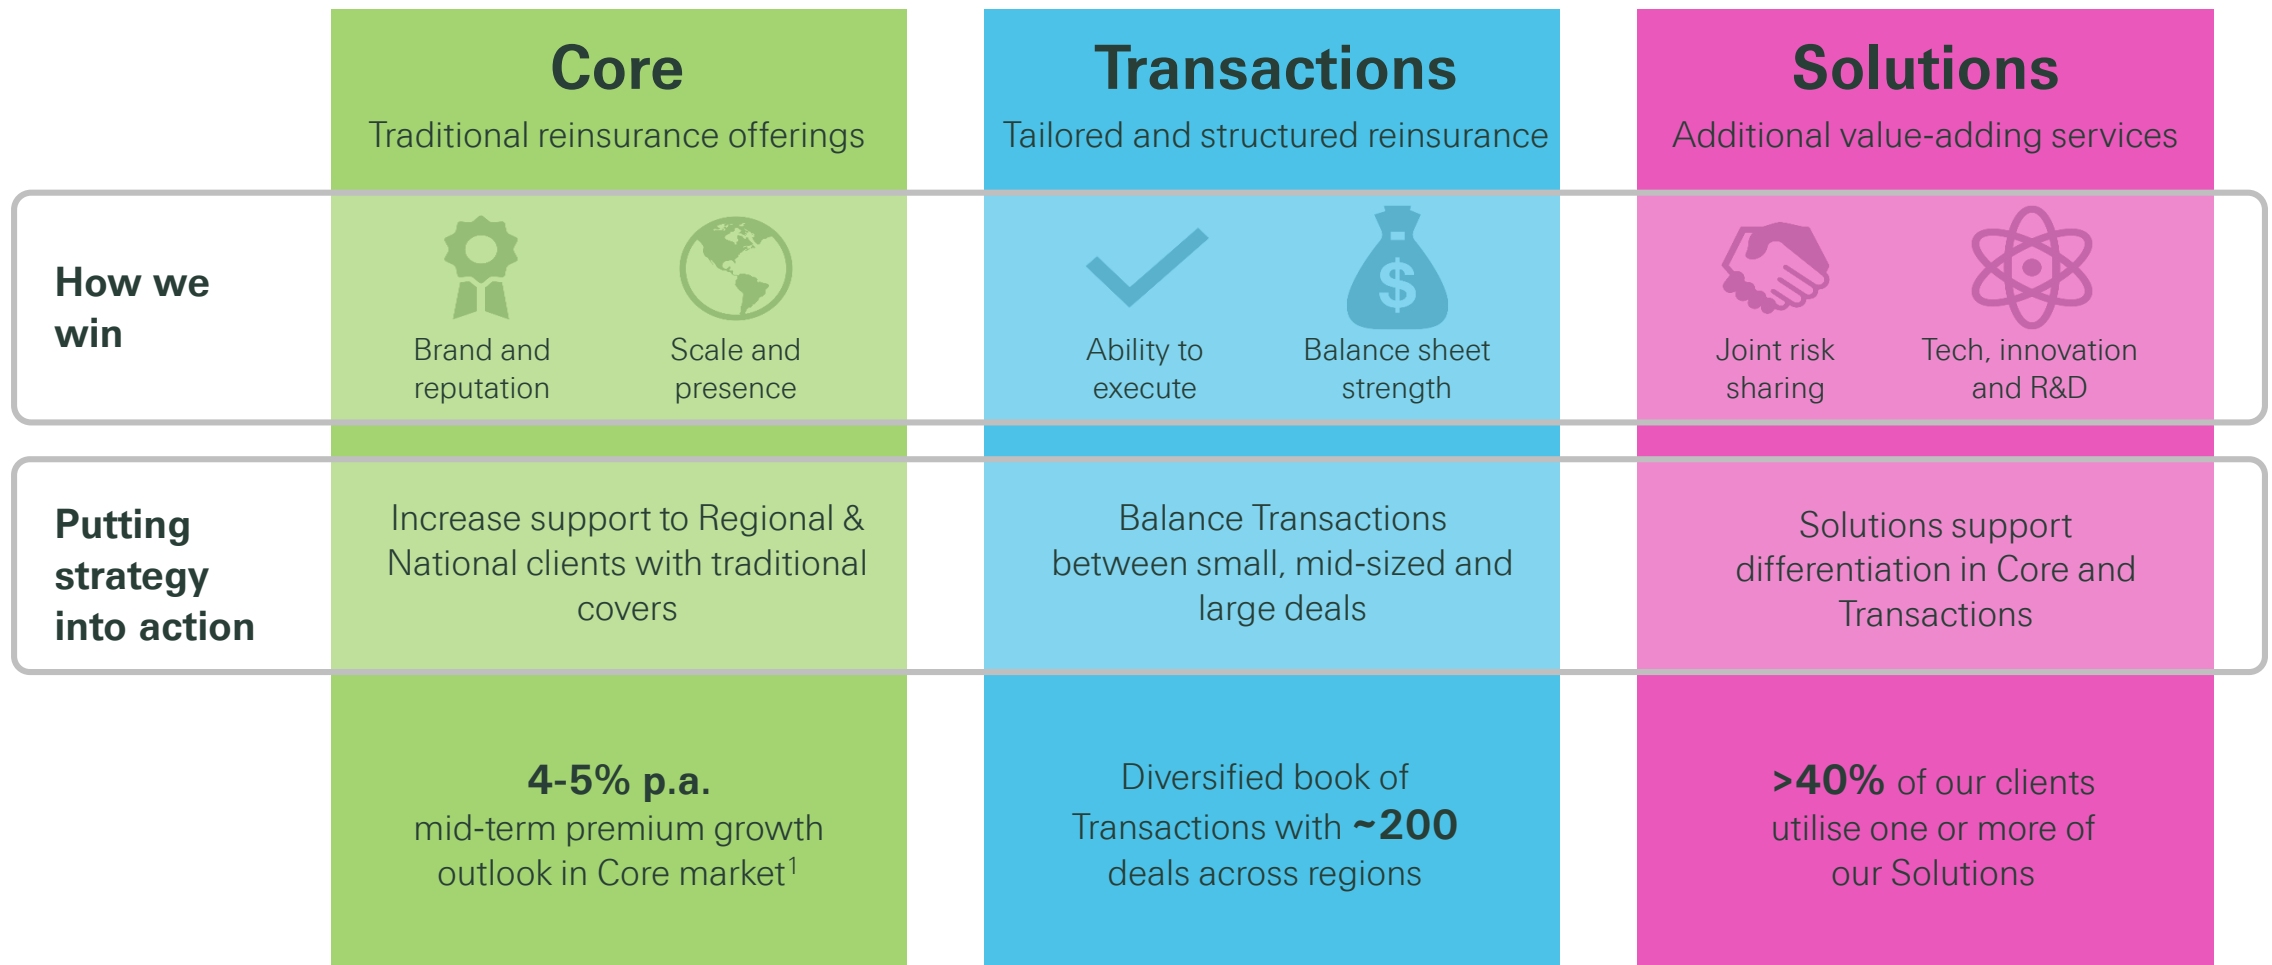 Core
Traditional reinsurance offerings
Transactions
Tailored and structured reinsurance
Solutions
Additional value-adding services
How we
win
Brand and
reputation
Scale and
presence
Ability to
execute
$
Balance sheet
strength
Joint risk
sharing
Tech, innovation
and R&D
Putting
strategy
into action
Increase support to Regional &
National clients with traditional
covers
Balance Transactions
between small, mid-sized and
large deals
Solutions support
differentiation in Core and
Transactions
4-5% p.a.
mid-term premium growth
outlook in Core market¹
Diversified book of
Transactions with ~200
deals across regions
>40% of our clients
utilise one or more of
our Solutions